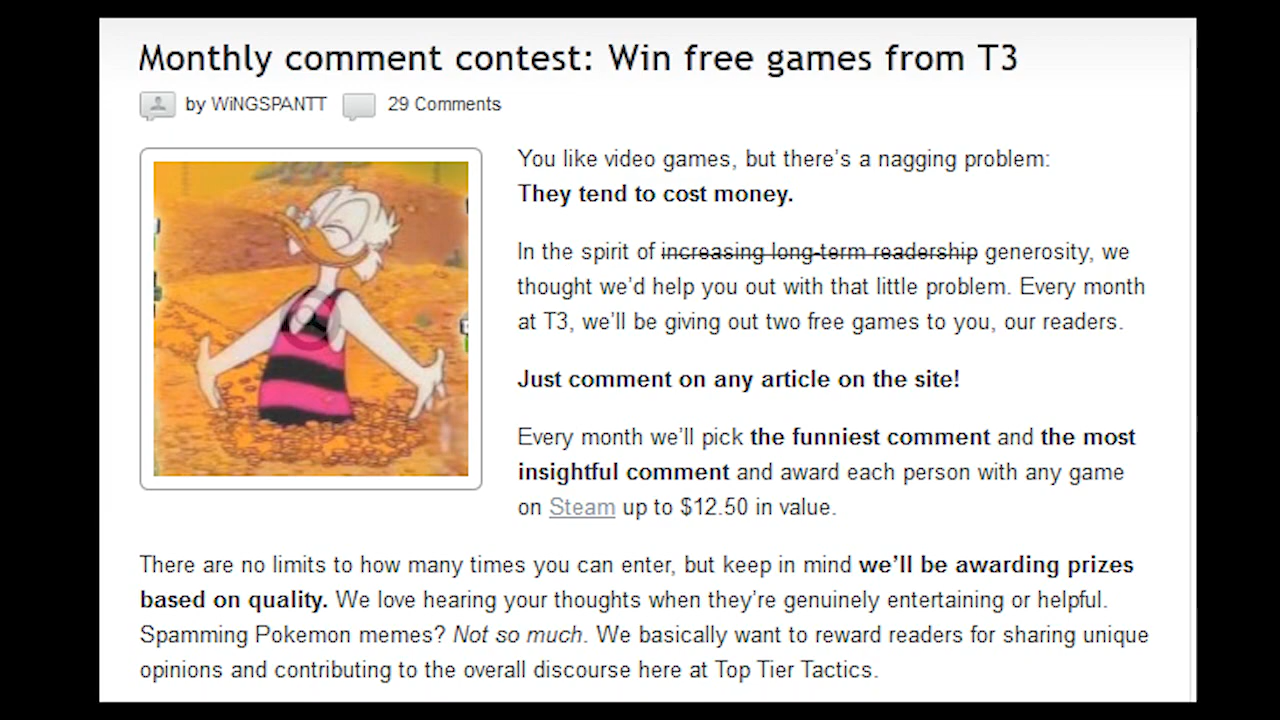 Monthly comment contest: Win free games from T3
by WiNGSPANTT 29 Comments
You like video games, but there's a nagging problem:
They tend to cost money.
In the spirit of increasing long-term readership generosity, we
thought we'd help you out with that little problem. Every month
at T3, we'll be giving out two free games to you, our readers.
Just comment on any article on the site!
Every month we'll pick the funniest comment and the most
insightful comment and award each person with any game
on Steam up to $12.50 in value.
There are no limits to how many times you can enter, but keep in mind we'll be awarding prizes
based on quality. We love hearing your thoughts when they're genuinely entertaining or helpful.
Spamming Pokemon memes? Not so much. We basically want to reward readers for sharing unique
opinions and contributing to the overall discourse here at Top Tier Tactics.